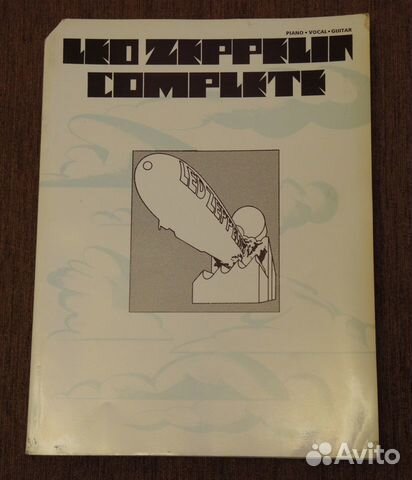 PIANO • VOCAL • GUITAR
LED ZEPPELIN
COMPLETE
LED ZEPPELIN
Avito